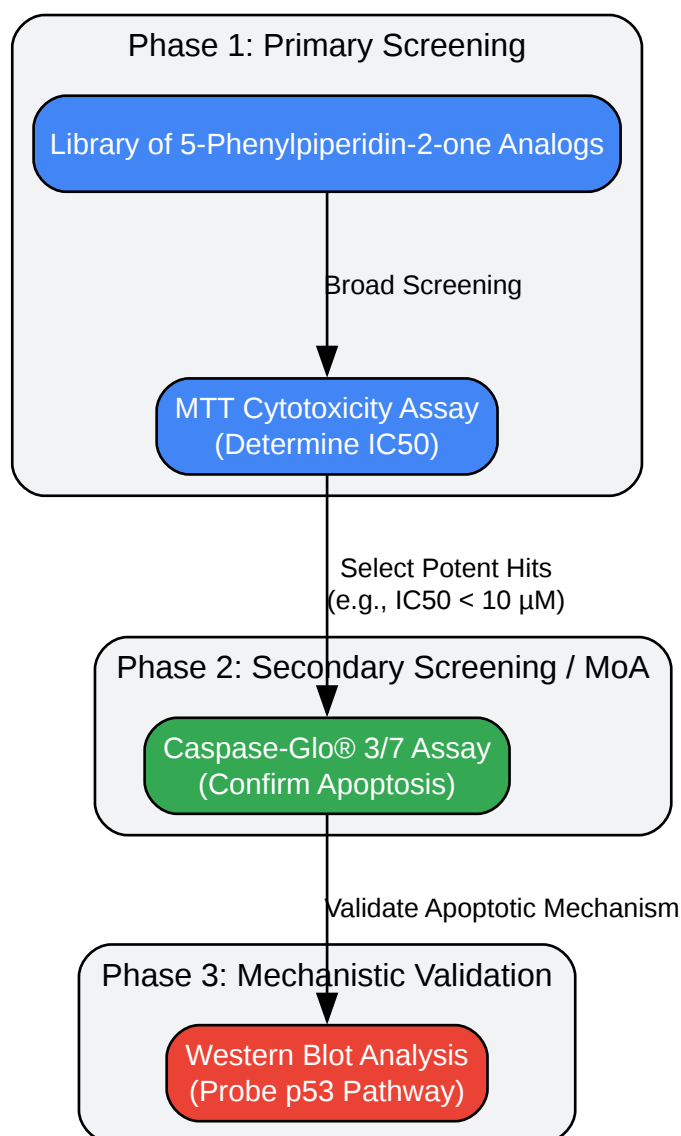 Phase 1: Primary Screening
Library of 5-Phenylpiperidin-2-one Analogs
Broad Screening
MTT Cytotoxicity Assay
(Determine IC50)
Select Potent Hits
(e.g., IC50 < 10 µM)
Phase 2: Secondary Screening / MoA
Caspase-Glo® 3/7 Assay
(Confirm Apoptosis)
Validate Apoptotic Mechanism
Phase 3: Mechanistic Validation
Western Blot Analysis
(Probe p53 Pathway)